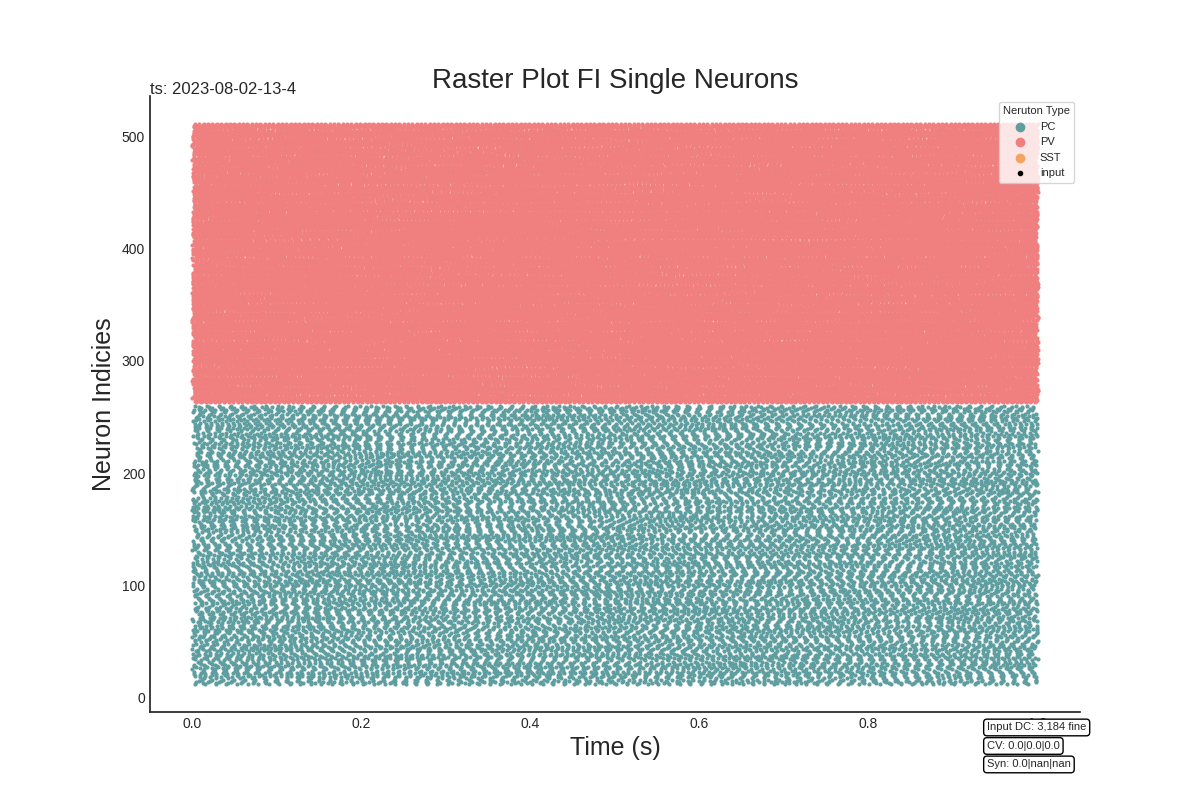 Raster Plot FI Single Neurons
ts: 2023-08-02-13-4
Neruton Type
PC
PV
SST
input
Neuron Indicies
500
400
300
200
100
0
0.0 0.2 0.4 0.6 0.8
Time (s)
Input DC: 3,184 fine
CV: 0.0|0.0|0.0
Syn: 0.0|nan|nan